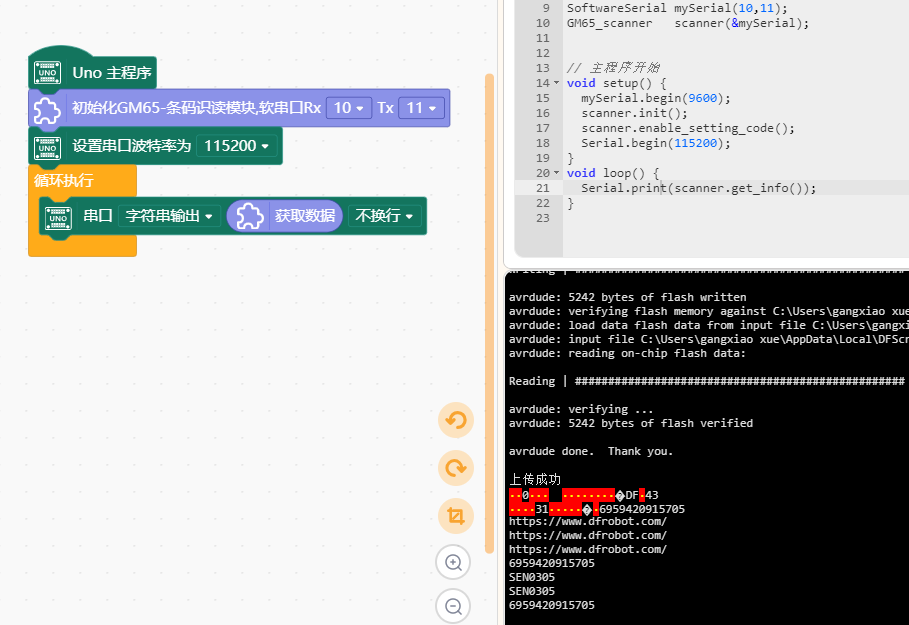 UNO Uno 主程序
初始化GM65-条码识读模块,软串口Rx 10 Tx 11
UNO 设置串口波特率为 115200
循环执行
UNO 串口 字符串输出 获取数据 不换行
9 SoftwareSerial mySerial(10,11);
10 GM65_scanner scanner(&mySerial);
11
12
13 // 主程序开始
14 void setup() {
15 mySerial.begin(9600);
16 scanner.init();
17 scanner.enable_setting_code();
18 Serial.begin(115200);
19 }
20 void loop() {
21 Serial.print(scanner.get_info());
22 }
23
avrdude: 5242 bytes of flash written
avrdude: verifying flash memory against C:\Users\gangxiao xue
avrdude: load data flash data from input file C:\Users\gangxi
avrdude: input file C:\Users\gangxiao xue\AppData\Local\DFScr
avrdude: reading on-chip flash data:
Reading | ##################################################
avrdude: verifying ...
avrdude: 5242 bytes of flash verified
avrdude done. Thank you.
上传成功
··0··· ········�DF·43
····31·····�·6959420915705
https://www.dfrobot.com/
https://www.dfrobot.com/
https://www.dfrobot.com/
6959420915705
SEN0305
SEN0305
6959420915705